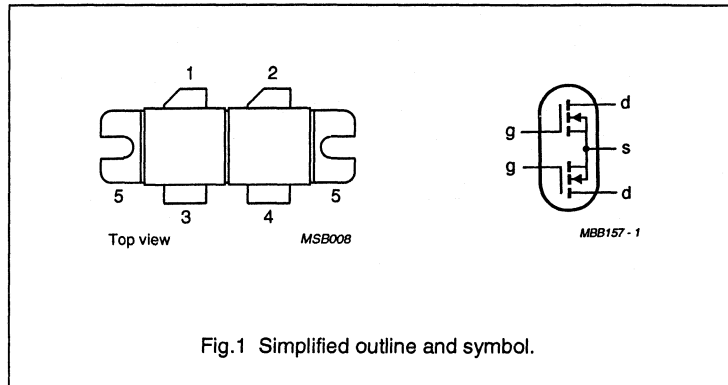 1 2
5 5
3 4
Top view MSB008
g d
s
g d
MBB157 - 1
Fig.1 Simplified outline and symbol.